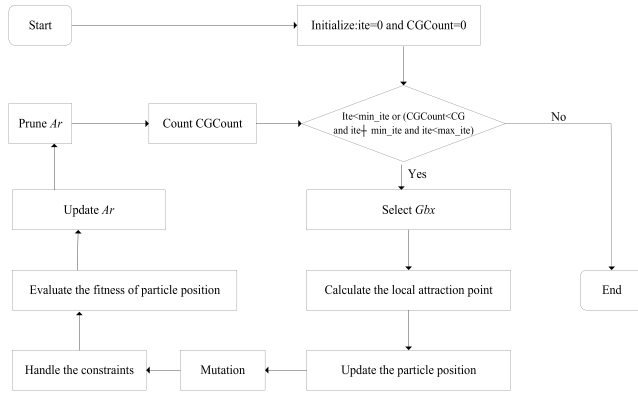 Start
Initialize:ite=0 and CGCount=0
Prune Ar
Count CGCount
Ite<min_ite or (CGCount<CG
and ite╪ min_ite and ite<max_ite)
No
Yes
Update Ar
Select Gbx
Evaluate the fitness of particle position
Calculate the local attraction point
End
Handle the constraints
Mutation
Update the particle position